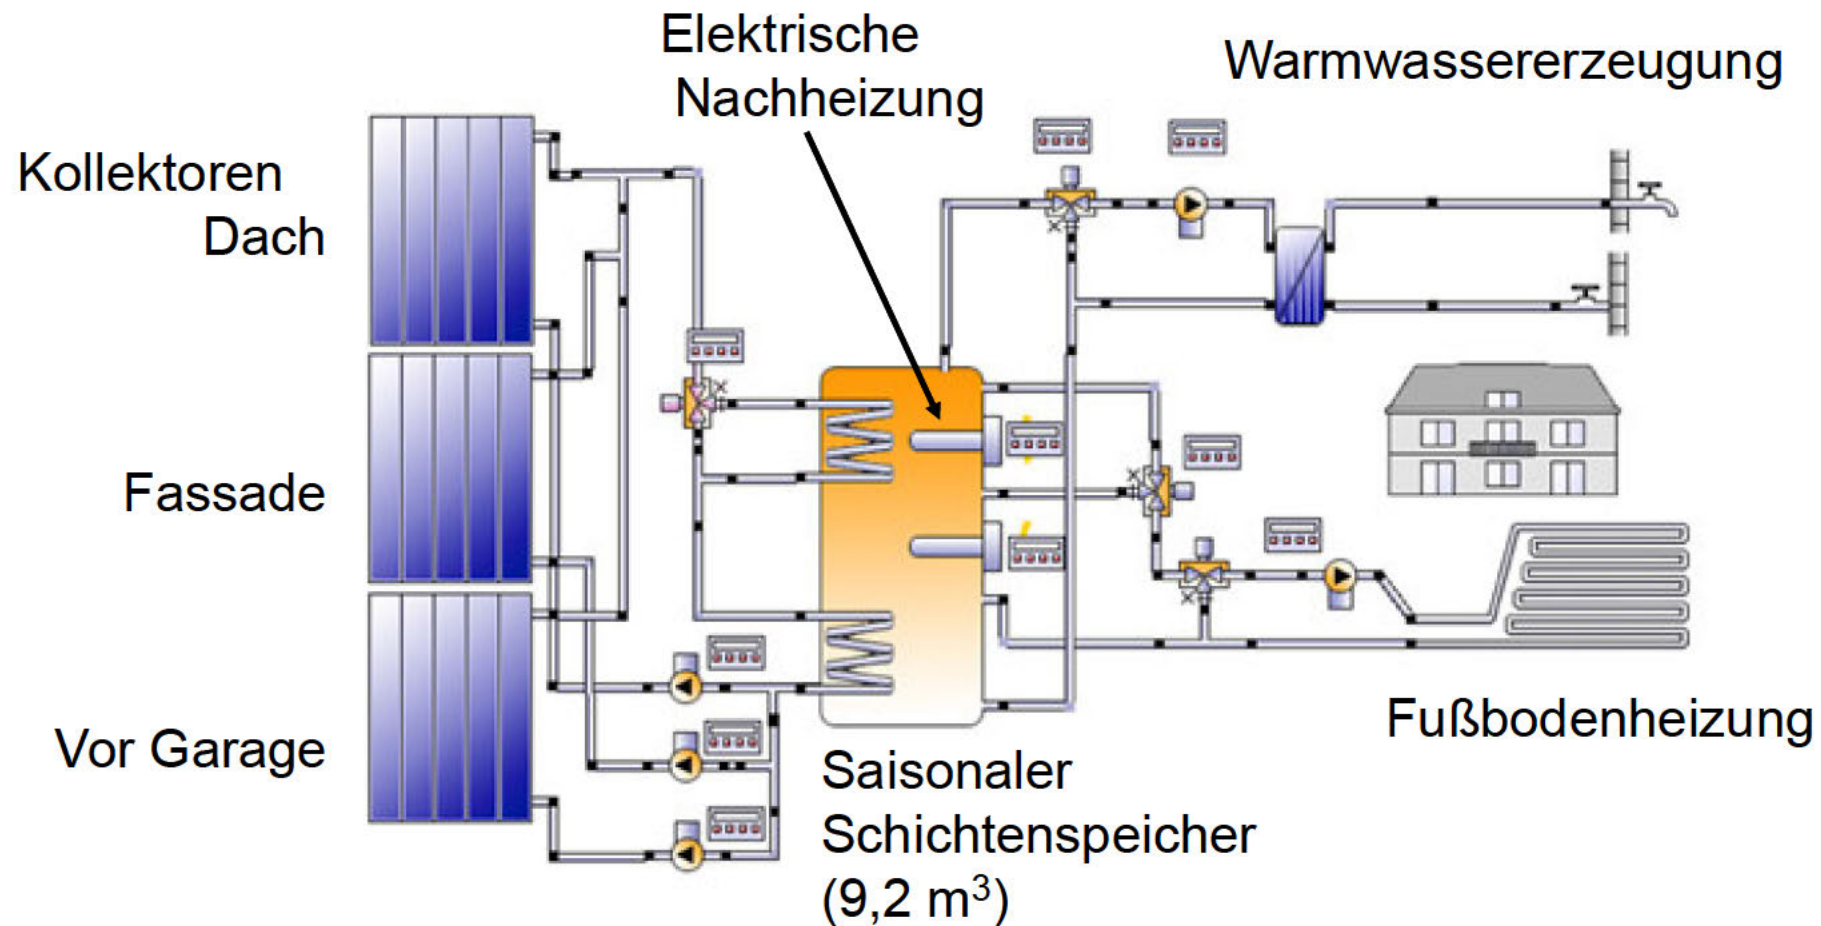 Elektrische
Nachheizung
Warmwassererzeugung
Kollektoren
Dach
Fassade
Vor Garage
Saisonaler
Schichtenspeicher
(9,2 m³)
Fußbodenheizung